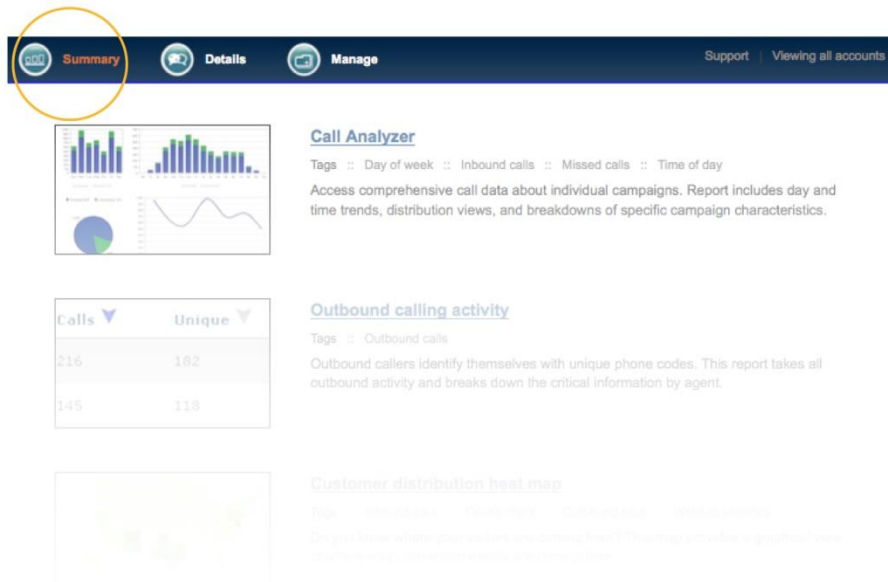 Summary Details Manage Support | Viewing all accounts
Call Analyzer
Tags :: Day of week :: Inbound calls :: Missed calls :: Time of day
Access comprehensive call data about individual campaigns. Report includes day and
time trends, distribution views, and breakdowns of specific campaign characteristics.
Calls Unique
216 182
145 118
Outbound calling activity
Tags :: Outbound calls
Outbound callers identify themselves with unique phone codes. This report takes all
outbound activity and breaks down the critical information by agent.
Customer distribution heat map
Tags